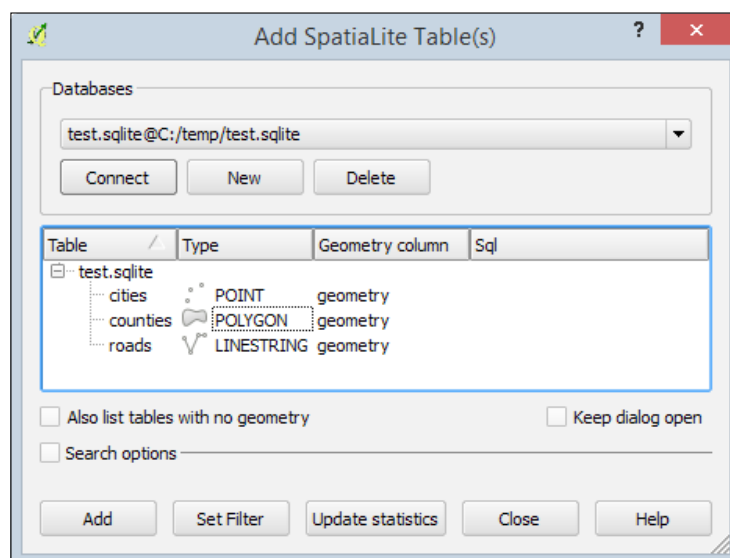 Add SpatiaLite Table(s) ? ×
Databases
test.sqlite@C:/temp/test.sqlite
Connect New Delete
Table Type Geometry column Sql
test.sqlite
cities POINT geometry
counties POLYGON geometry
roads LINESTRING geometry
Also list tables with no geometry Keep dialog open
Search options
Add Set Filter Update statistics Close Help